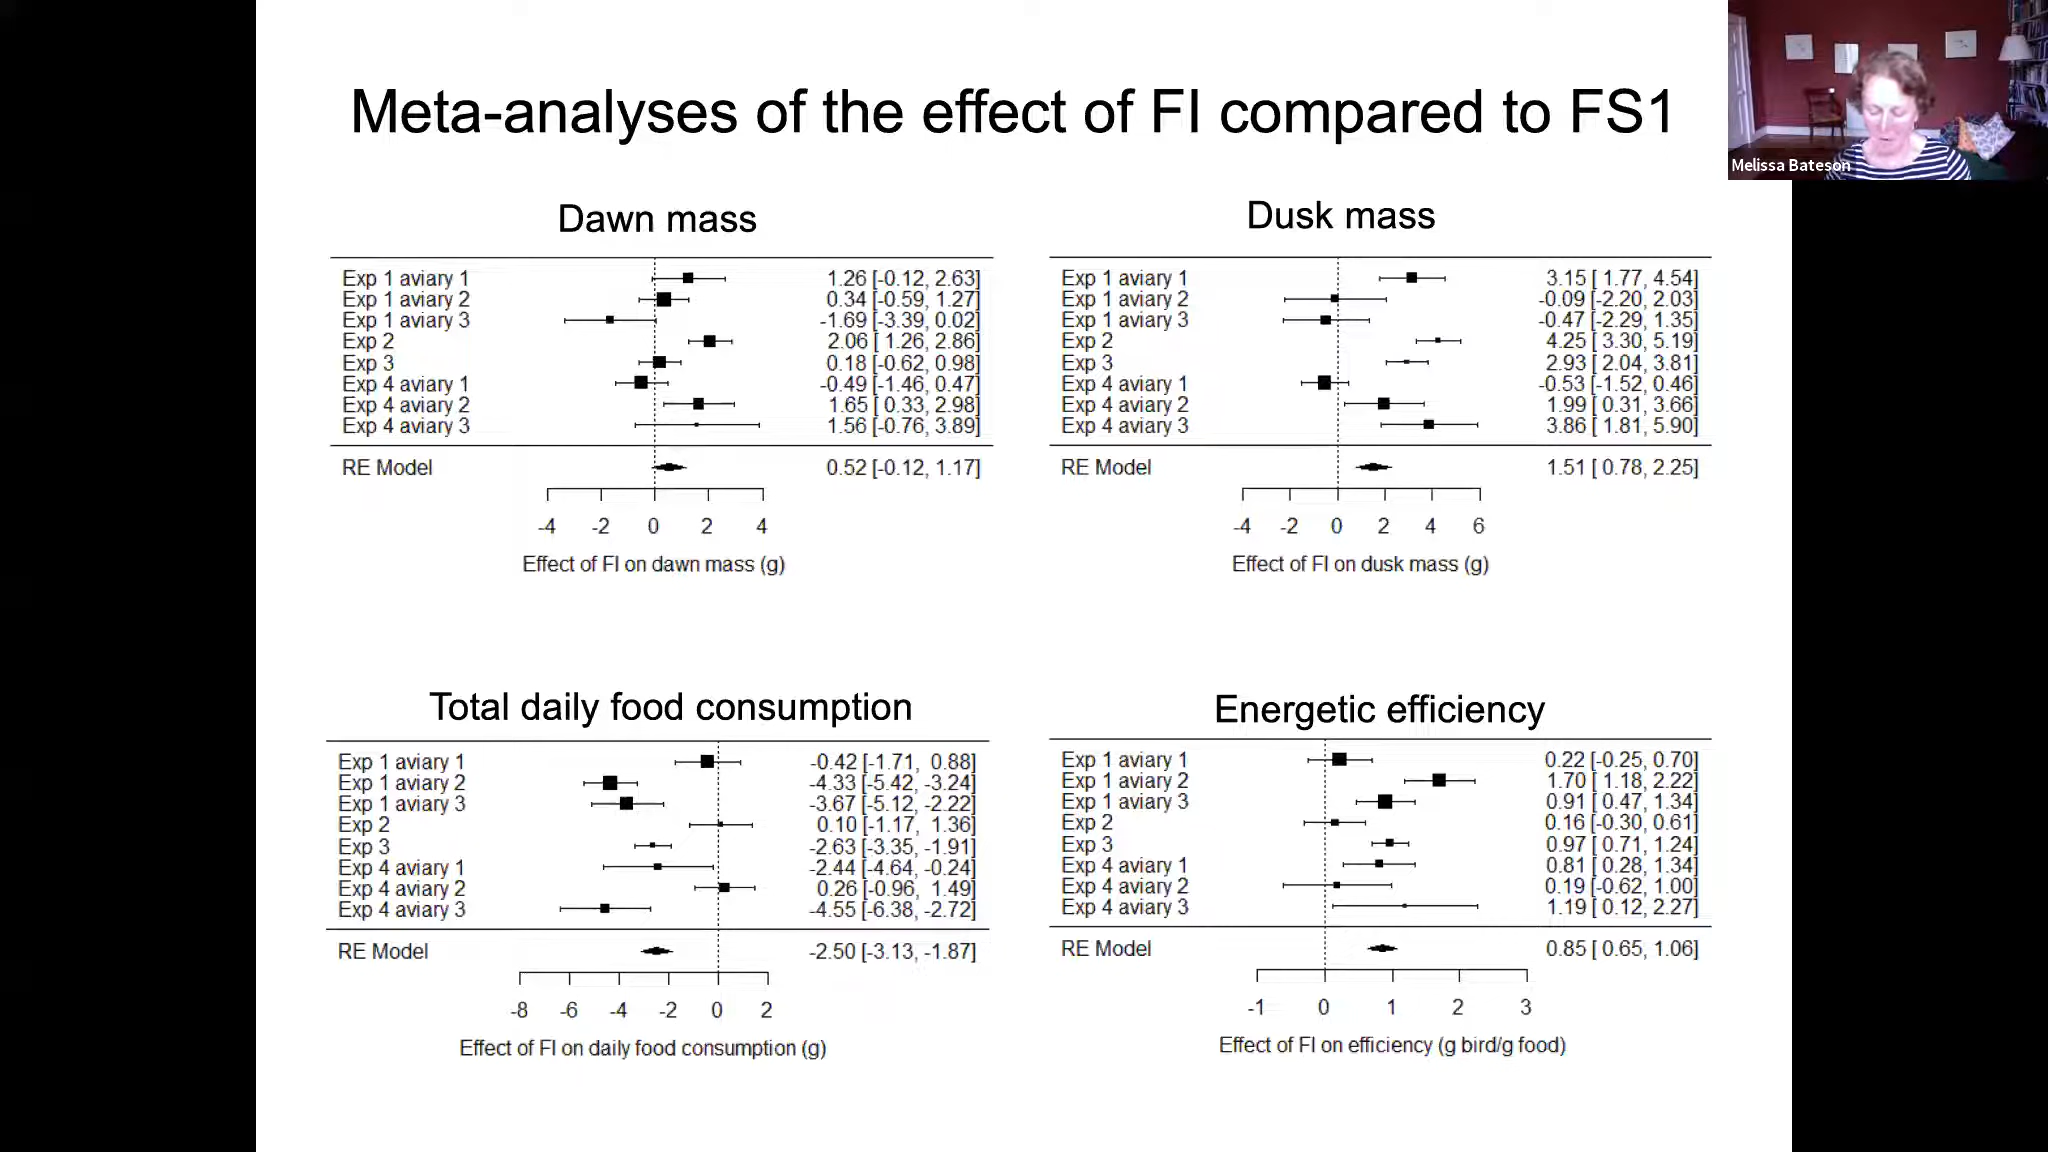 Meta-analyses of the effect of FI compared to FS1
Melissa Bateson
Dawn mass
Exp 1 aviary 1 1.26 [-0.12, 2.63]
Exp 1 aviary 2 0.34 [-0.59, 1.27]
Exp 1 aviary 3 -1.69 [-3.39, 0.02]
Exp 2 2.06 [ 1.26, 2.86]
Exp 3 0.18 [-0.62, 0.98]
Exp 4 aviary 1 -0.49 [-1.46, 0.47]
Exp 4 aviary 2 1.65 [ 0.33, 2.98]
Exp 4 aviary 3 1.56 [-0.76, 3.89]
RE Model 0.52 [-0.12, 1.17]
-4 -2 0 2 4
Effect of FI on dawn mass (g)
Dusk mass
Exp 1 aviary 1 3.15 [ 1.77, 4.54]
Exp 1 aviary 2 -0.09 [-2.20, 2.03]
Exp 1 aviary 3 -0.47 [-2.29, 1.35]
Exp 2 4.25 [ 3.30, 5.19]
Exp 3 2.93 [ 2.04, 3.81]
Exp 4 aviary 1 -0.53 [-1.52, 0.46]
Exp 4 aviary 2 1.99 [ 0.31, 3.66]
Exp 4 aviary 3 3.86 [ 1.81, 5.90]
RE Model 1.51 [ 0.78, 2.25]
-4 -2 0 2 4 6
Effect of FI on dusk mass (g)
Total daily food consumption
Exp 1 aviary 1 -0.42 [-1.71, 0.88]
Exp 1 aviary 2 -4.33 [-5.42, -3.24]
Exp 1 aviary 3 -3.67 [-5.12, -2.22]
Exp 2 0.10 [-1.17, 1.36]
Exp 3 -2.63 [-3.35, -1.91]
Exp 4 aviary 1 -2.44 [-4.64, -0.24]
Exp 4 aviary 2 0.26 [-0.96, 1.49]
Exp 4 aviary 3 -4.55 [-6.38, -2.72]
RE Model -2.50 [-3.13, -1.87]
-8 -6 -4 -2 0 2
Effect of FI on daily food consumption (g)
Energetic efficiency
Exp 1 aviary 1 0.22 [-0.25, 0.70]
Exp 1 aviary 2 1.70 [ 1.18, 2.22]
Exp 1 aviary 3 0.91 [ 0.47, 1.34]
Exp 2 0.16 [-0.30, 0.61]
Exp 3 0.97 [ 0.71, 1.24]
Exp 4 aviary 1 0.81 [ 0.28, 1.34]
Exp 4 aviary 2 0.19 [-0.62, 1.00]
Exp 4 aviary 3 1.19 [ 0.12, 2.27]
RE Model 0.85 [ 0.65, 1.06]
-1 0 1 2 3
Effect of FI on efficiency (g bird/g food)